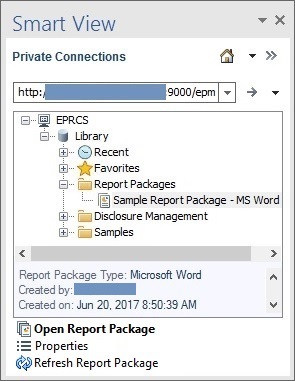 Smart View
Private Connections
http: 9000/epm
EPRCS
Library
Recent
Favorites
Report Packages
Sample Report Package - MS Word
Disclosure Management
Samples
Report Package Type: Microsoft Word
Created by:
Created on: Jun 20, 2017 8:50:39 AM
Open Report Package
Properties
Refresh Report Package